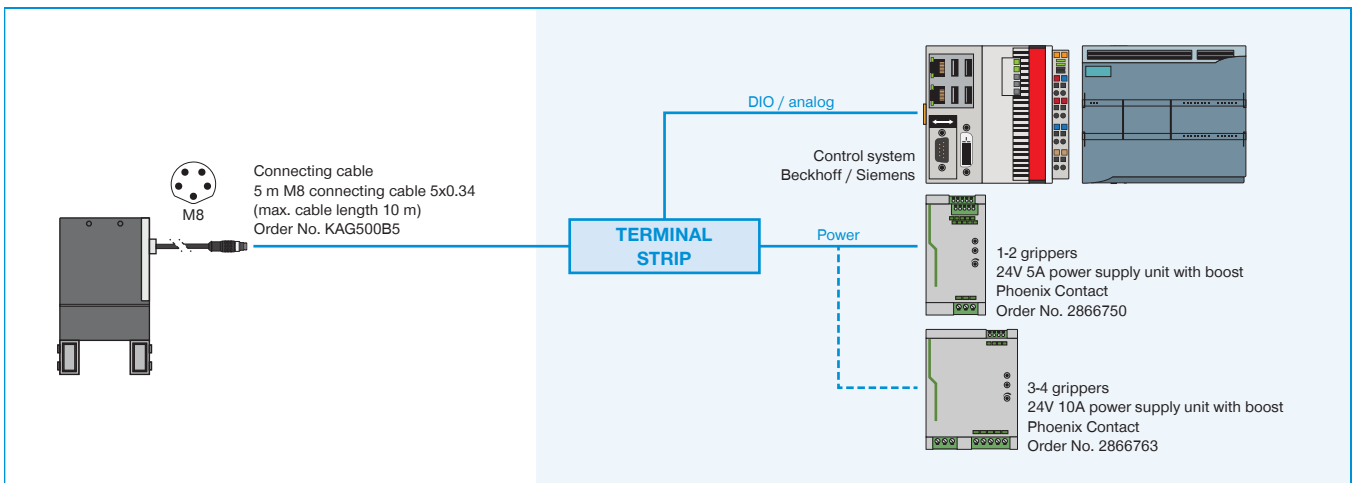 M8
Connecting cable
5 m M8 connecting cable 5x0.34
(max. cable length 10 m)
Order No. KAG500B5
TERMINAL
STRIP
DIO / analog
Control system
Beckhoff / Siemens
Power
1-2 grippers
24V 5A power supply unit with boost
Phoenix Contact
Order No. 2866750
3-4 grippers
24V 10A power supply unit with boost
Phoenix Contact
Order No. 2866763